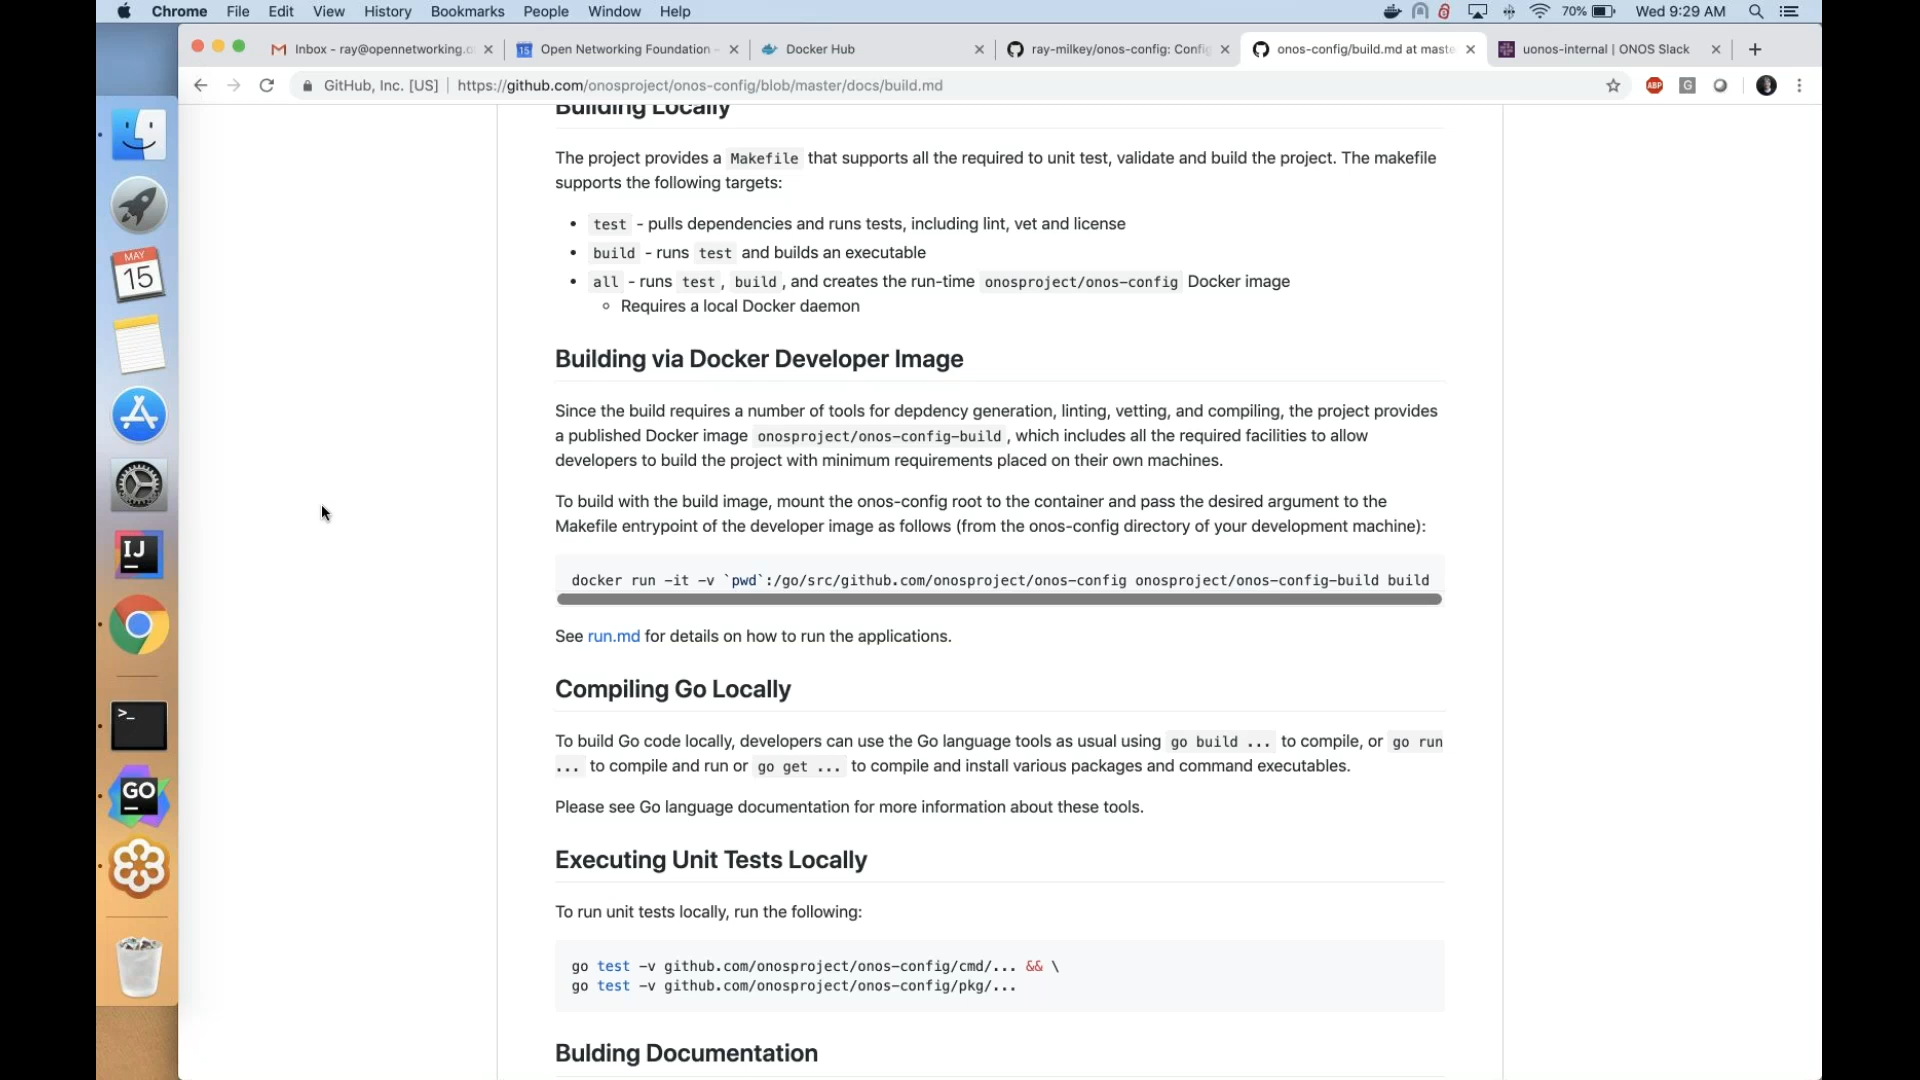 Chrome File Edit View History Bookmarks People Window Help 70% Wed 9:29 AM
Inbox - ray@opennetworking.o Open Networking Foundation - Docker Hub ray-milkey/onos-config: Config onos-config/build.md at maste uonos-internal | ONOS Slack
GitHub, Inc. [US] | https://github.com/onosproject/onos-config/blob/master/docs/build.md ABP G
Building Locally
The project provides a Makefile that supports all the required to unit test, validate and build the project. The makefile
supports the following targets:
• test - pulls dependencies and runs tests, including lint, vet and license
• build - runs test and builds an executable
• all - runs test , build , and creates the run-time onosproject/onos-config Docker image
◦ Requires a local Docker daemon
Building via Docker Developer Image
Since the build requires a number of tools for depdency generation, linting, vetting, and compiling, the project provides
a published Docker image onosproject/onos-config-build , which includes all the required facilities to allow
developers to build the project with minimum requirements placed on their own machines.
To build with the build image, mount the onos-config root to the container and pass the desired argument to the
Makefile entrypoint of the developer image as follows (from the onos-config directory of your development machine):
docker run -it -v `pwd`:/go/src/github.com/onosproject/onos-config onosproject/onos-config-build build
See run.md for details on how to run the applications.
Compiling Go Locally
To build Go code locally, developers can use the Go language tools as usual using go build ... to compile, or go run
... to compile and run or go get ... to compile and install various packages and command executables.
Please see Go language documentation for more information about these tools.
Executing Unit Tests Locally
To run unit tests locally, run the following:
go test -v github.com/onosproject/onos-config/cmd/... && \
go test -v github.com/onosproject/onos-config/pkg/...
Bulding Documentation
MAY
15
IJ
>_
GO